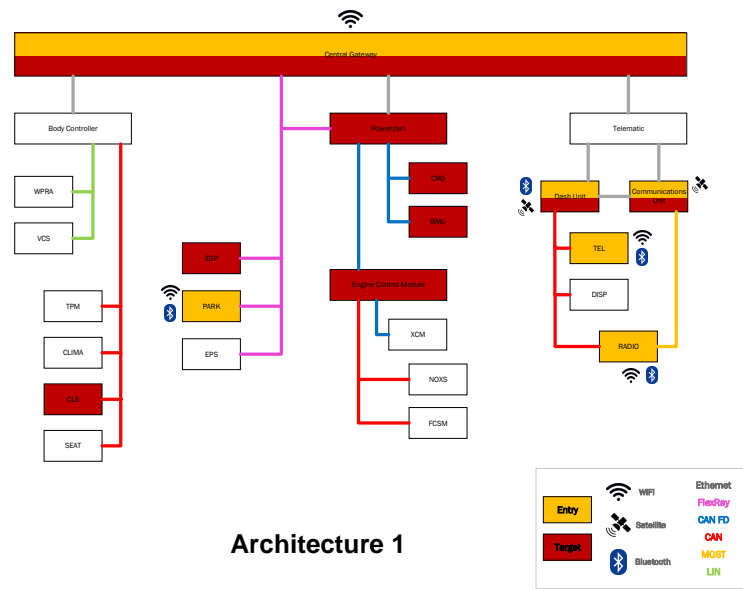 Central Gateway
Body Controller
Powertrain
Telematic
WPRA
VCS
CHG
BMU
Dash Unit
Communications
Unit
TEL
DISP
RADIO
ESP
PARK
EPS
Engine Control Module
XCM
NOXS
FCSM
TPM
CLIMA
CLS
SEAT
Architecture 1
Entry
Target
WIFI
Satellite
Bluetooth
Ethernet
FlexRay
CAN FD
CAN
MOST
LIN